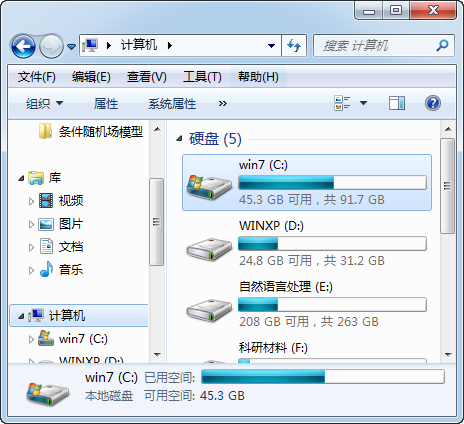 计算机
搜索 计算机
文件(F) 编辑(E) 查看(V) 工具(T) 帮助(H)
组织 属性 系统属性 »
条件随机场模型
库
视频
图片
文档
音乐
计算机
win7 (C:)
WINXP (D:)
硬盘 (5)
win7 (C:)
45.3 GB 可用，共 91.7 GB
WINXP (D:)
24.8 GB 可用，共 31.2 GB
自然语言处理 (E:)
208 GB 可用，共 263 GB
科研材料 (F:)
win7 (C:) 已用空间:
本地磁盘 可用空间: 45.3 GB